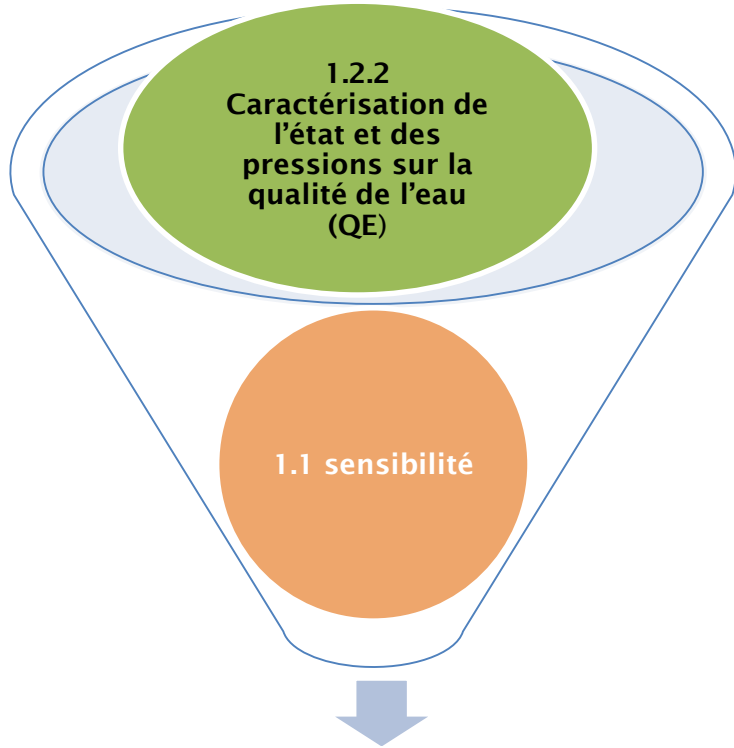 1.2.2
Caractérisation de
l'état et des
pressions sur la
qualité de l'eau
(QE)
1.1 sensibilité